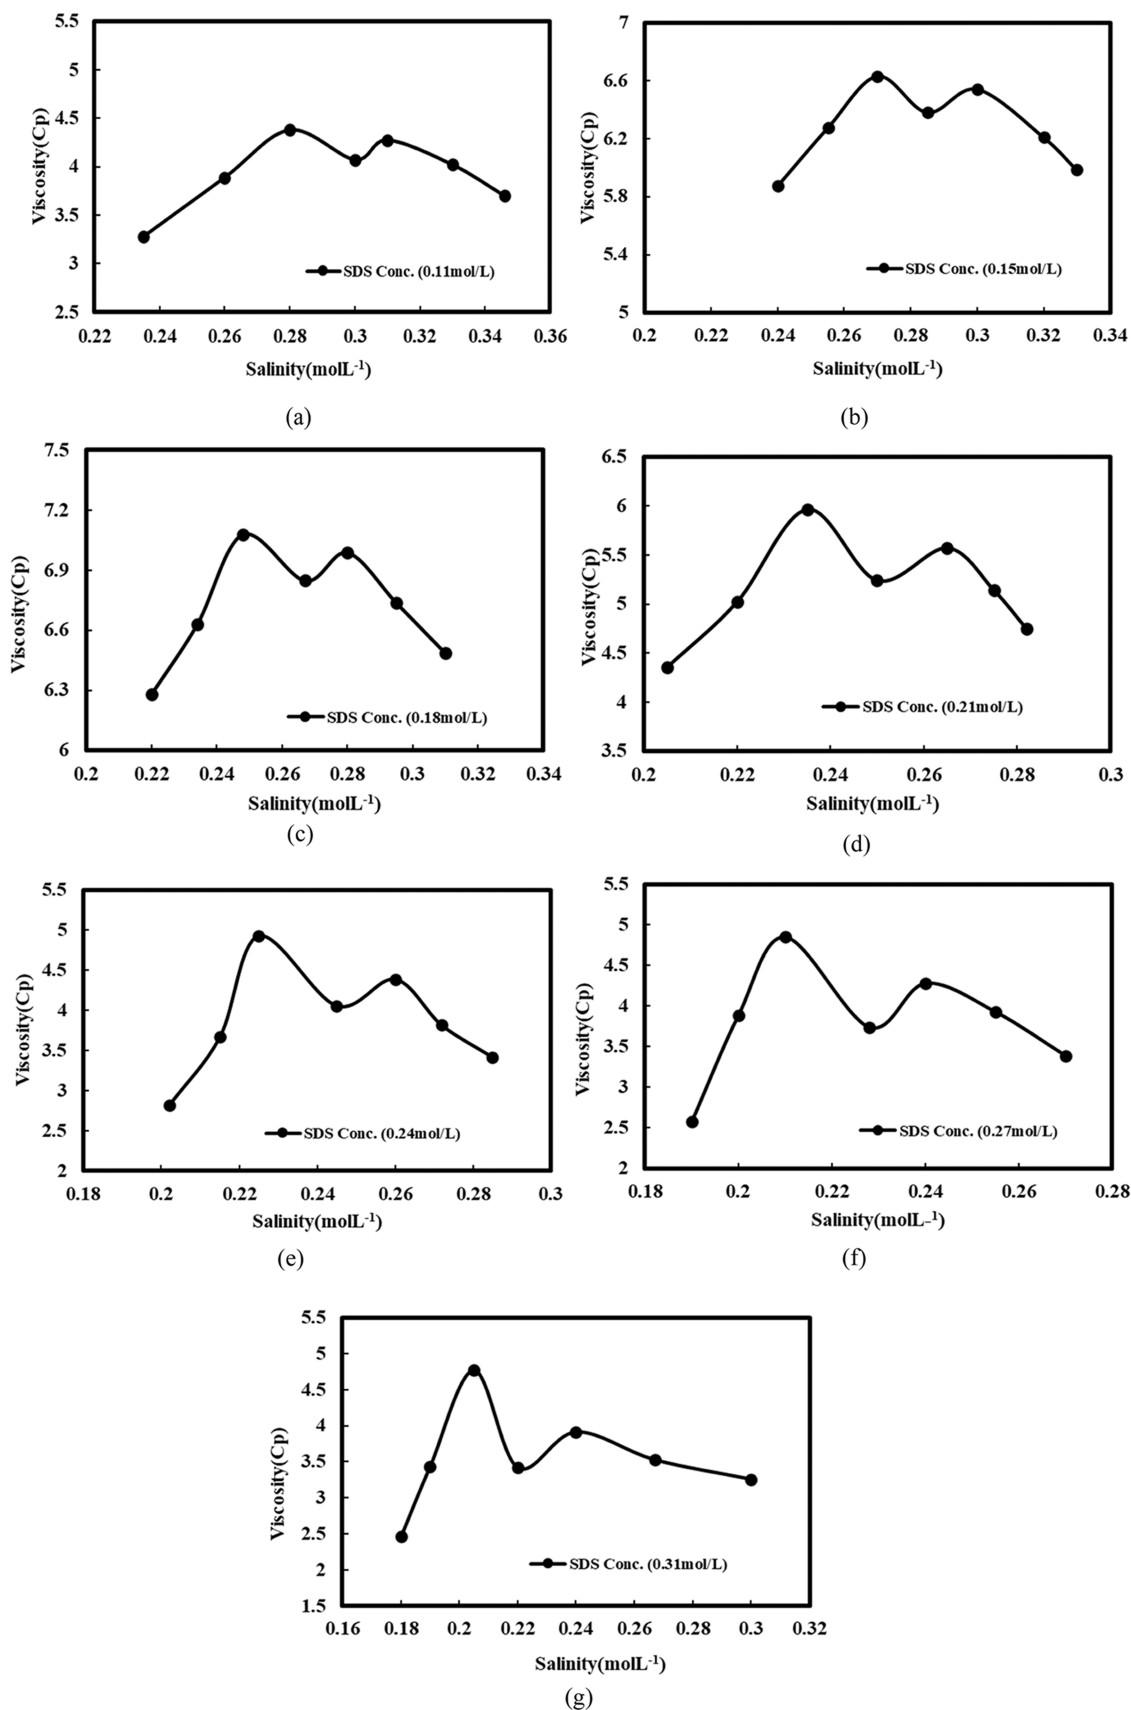 5.5
5
4.5
4
3.5
3
2.5
Viscosity(Cp)
SDS Conc. (0.11mol/L)
0.22 0.24 0.26 0.28 0.30 0.32 0.34 0.36
Salinity(molL-1)
(a)
7
6.6
6.2
5.8
5.4
5
Viscosity(Cp)
SDS Conc. (0.15mol/L)
0.2 0.22 0.24 0.26 0.28 0.3 0.32 0.34
Salinity(molL-1)
(b)
7.5
7.2
6.9
6.6
6.3
6
Viscosity(Cp)
SDS Conc. (0.18mol/L)
0.2 0.22 0.24 0.26 0.28 0.3 0.32 0.34
Salinity(molL-1)
(c)
6.5
6
5.5
5
4.5
4
3.5
Viscosity(Cp)
SDS Conc. (0.21mol/L)
0.2 0.22 0.24 0.26 0.28 0.3
Salinity(molL-1)
(d)
5.5
5
4.5
4
3.5
3
2.5
2
Viscosity(Cp)
SDS Conc. (0.24mol/L)
0.18 0.2 0.22 0.24 0.26 0.28 0.3
Salinity(molL-1)
(e)
5.5
5
4.5
4
3.5
3
2.5
2
Viscosity(Cp)
SDS Conc. (0.27mol/L)
0.18 0.2 0.22 0.24 0.26 0.28
Salinity(molL-1)
(f)
5.5
5
4.5
4
3.5
3
2.5
2
1.5
Viscosity(Cp)
SDS Conc. (0.31mol/L)
0.16 0.18 0.2 0.22 0.24 0.26 0.28 0.3 0.32
Salinity(molL-1)
(g)